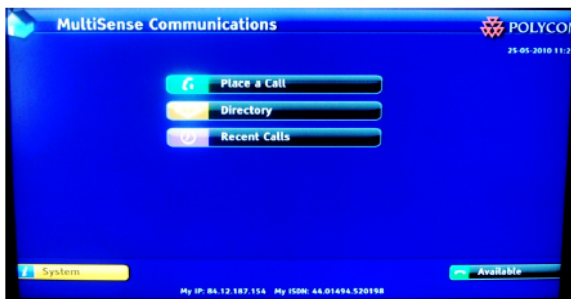 MultiSense Communications
POLYCO
25-05-2010 11:2
Place a Call
Directory
Recent Calls
System
Available
My IP: 84.12.187.154 My ISDN: 44.01494.520198